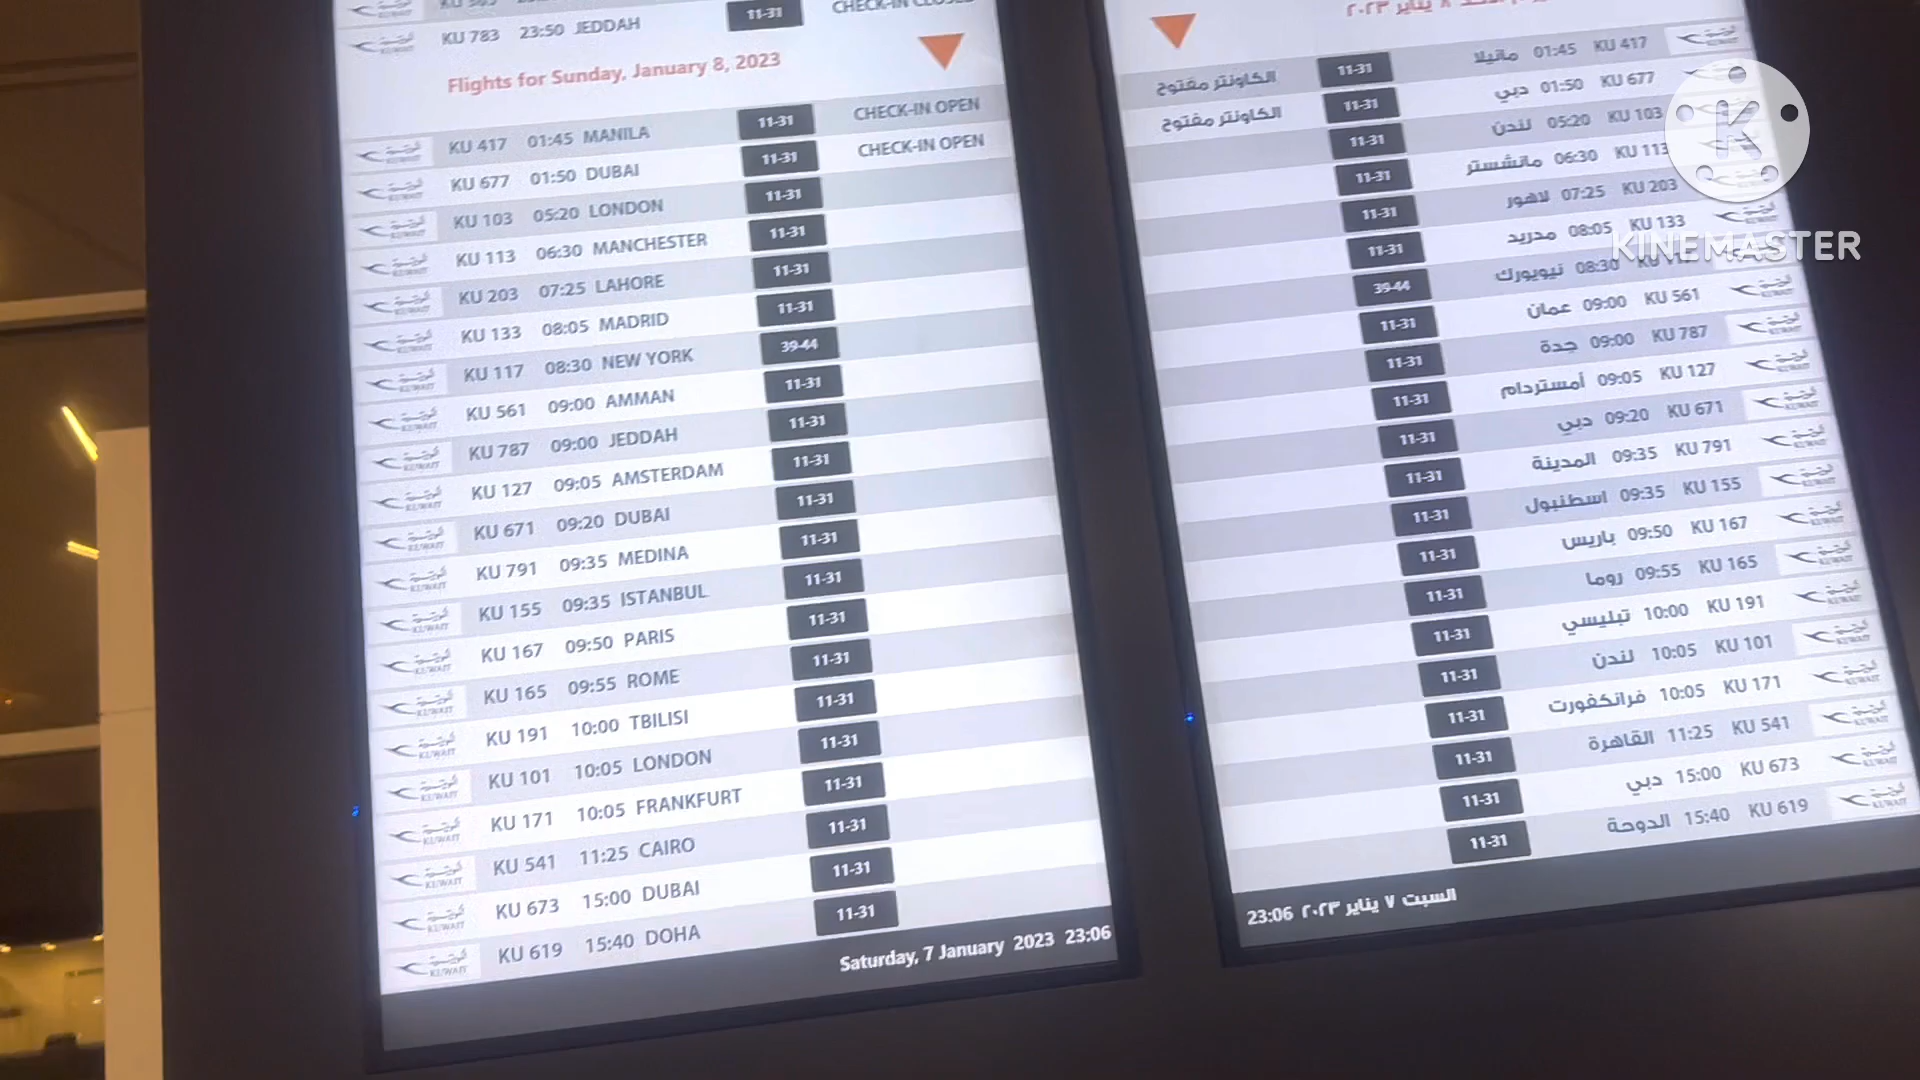 KU 783 23:50 JEDDAH 11-31 CHECK-IN CLOSED
Flights for Sunday, January 8, 2023
KU 417 01:45 MANILA 11-31 CHECK-IN OPEN
KU 677 01:50 DUBAI 11-31 CHECK-IN OPEN
KU 103 05:20 LONDON 11-31
KU 113 06:30 MANCHESTER 11-31
KU 203 07:25 LAHORE 11-31
KU 133 08:05 MADRID 11-31
KU 117 08:30 NEW YORK 39-44
KU 561 09:00 AMMAN 11-31
KU 787 09:00 JEDDAH 11-31
KU 127 09:05 AMSTERDAM 11-31
KU 671 09:20 DUBAI 11-31
KU 791 09:35 MEDINA 11-31
KU 155 09:35 ISTANBUL 11-31
KU 167 09:50 PARIS 11-31
KU 165 09:55 ROME 11-31
KU 191 10:00 TBILISI 11-31
KU 101 10:05 LONDON 11-31
KU 171 10:05 FRANKFURT 11-31
KU 541 11:25 CAIRO 11-31
KU 673 15:00 DUBAI 11-31
KU 619 15:40 DOHA 11-31
Saturday, 7 January 2023 23:06
٨ يناير ٢٠٢٣
KU 417 01:45 مانيلا 11-31 الكاونتر مفتوح
KU 677 01:50 دبي 11-31 الكاونتر مفتوح
KU 103 05:20 لندن 11-31
KU 113 06:30 مانشستر 11-31
KU 203 07:25 لاهور 11-31
KU 133 08:05 مدريد 11-31
08:30 نيويورك 39-44
KU 561 09:00 عمان 11-31
KU 787 09:00 جدة 11-31
KU 127 09:05 أمستردام 11-31
KU 671 09:20 دبي 11-31
KU 791 09:35 المدينة 11-31
KU 155 09:35 اسطنبول 11-31
KU 167 09:50 باريس 11-31
KU 165 09:55 روما 11-31
KU 191 10:00 تبليسي 11-31
KU 101 10:05 لندن 11-31
KU 171 10:05 فرانكفورت 11-31
KU 541 11:25 القاهرة 11-31
KU 673 15:00 دبي 11-31
KU 619 15:40 الدوحة 11-31
السبت ٧ يناير ٢٠٢٣ 23:06
K
KINEMASTER